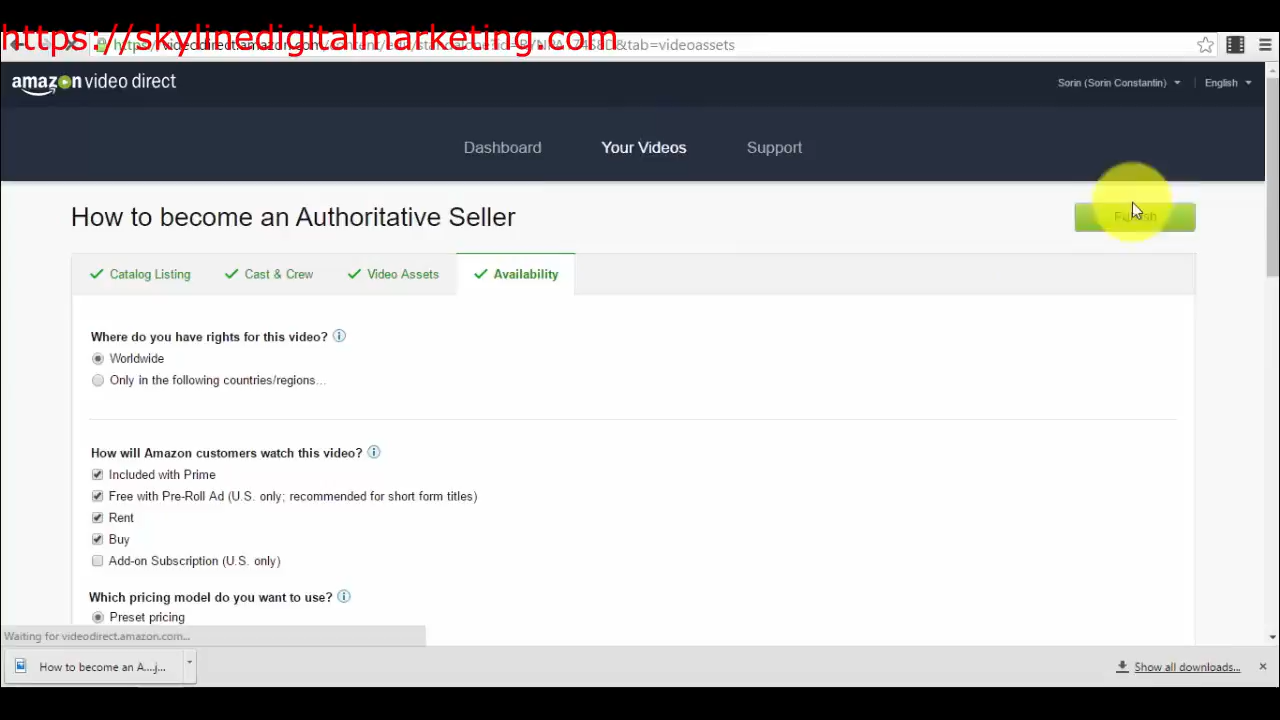 https://skylinedigitalmarketing.com
&tab=videoassets
amazon video direct
Sorin (Sorin Constantin)
English
Dashboard
Your Videos
Support
How to become an Authoritative Seller
Publish
Catalog Listing
Cast & Crew
Video Assets
Availability
Where do you have rights for this video?
Worldwide
Only in the following countries/regions...
How will Amazon customers watch this video?
Included with Prime
Free with Pre-Roll Ad (U.S. only; recommended for short form titles)
Rent
Buy
Add-on Subscription (U.S. only)
Which pricing model do you want to use?
Preset pricing
Waiting for videodirect.amazon.com...
How to become an A....j...
Show all downloads...